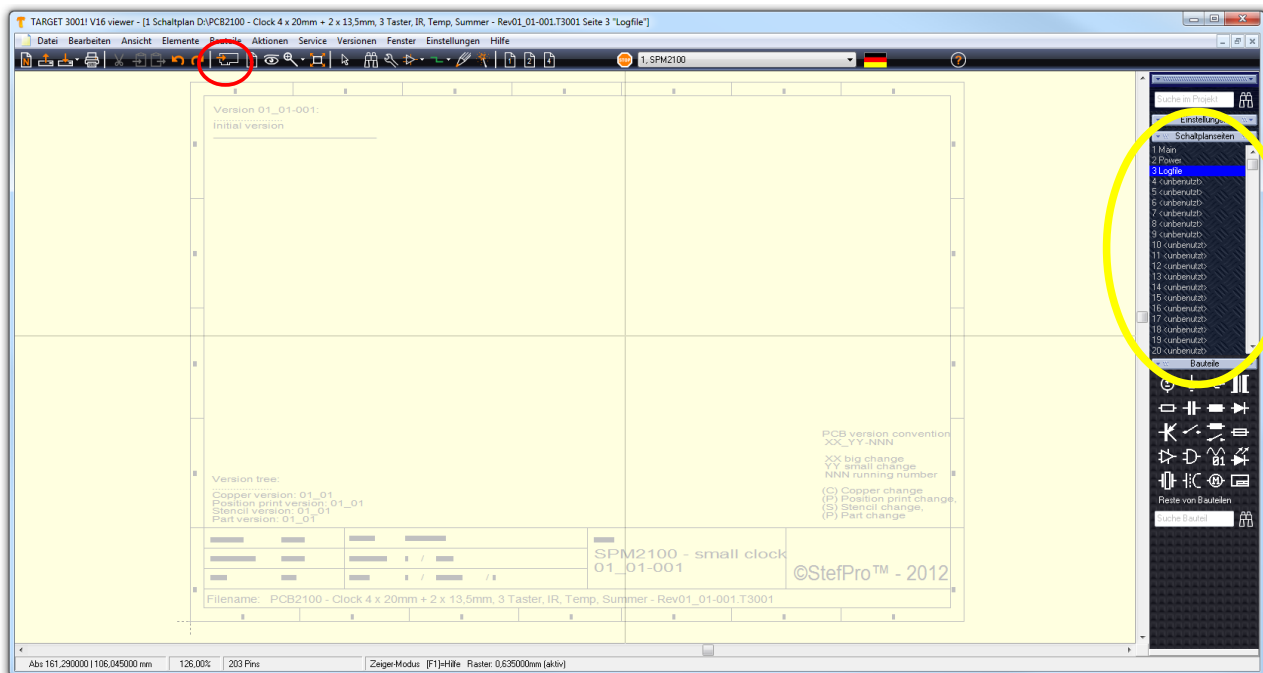 TARGET 3001! V16 viewer - [1 Schaltplan D:\PCB2100 - Clock 4 x 20mm + 2 x 13,5mm, 3 Taster, IR, Temp, Summer - Rev01_01-001.T3001 Seite 3 "Logfile"]
Datei Bearbeiten Ansicht Elemente Bauteile Aktionen Service Versionen Fenster Einstellungen Hilfe
1, SPM2100
Suche im Projekt
Schaltplanseiten
1 Main
2 Power
3 Logfile
4 <unbenutzt>
5 <unbenutzt>
6 <unbenutzt>
7 <unbenutzt>
8 <unbenutzt>
9 <unbenutzt>
10 <unbenutzt>
11 <unbenutzt>
12 <unbenutzt>
13 <unbenutzt>
14 <unbenutzt>
15 <unbenutzt>
16 <unbenutzt>
17 <unbenutzt>
18 <unbenutzt>
19 <unbenutzt>
20 <unbenutzt>
Bauteile
Reste von Bauteilen
Suche Bauteil
Version 01_01-001:
Initial version
PCB version convention
XX_YY-NNN
XX big change
YY small change
NNN running number
(C) Copper change
(P) Position print change,
(S) Stencil change,
(P) Part change
Version tree:
Copper version: 01_01
Position print version: 01_01
Stencil version: 01_01
Part version: 01_01
SPM2100 - small clock
01_01-001
©StefPro™ - 2012
Filename: PCB2100 - Clock 4 x 20mm + 2 x 13,5mm, 3 Taster, IR, Temp, Summer - Rev01_01-001.T3001
Abs 161,290000 | 106,045000 mm 126,00% 203 Pins Zeiger-Modus [F1]=Hilfe Raster: 0,635000mm (aktiv)